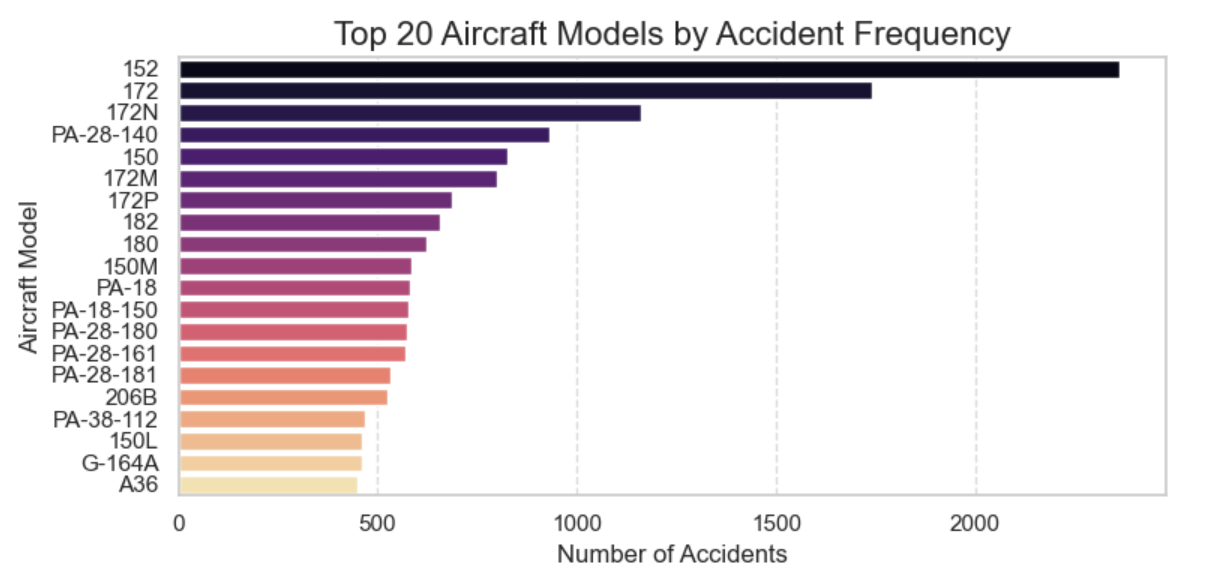 Top 20 Aircraft Models by Accident Frequency
152
172
172N
PA-28-140
150
172M
172P
182
180
150M
PA-18
PA-18-150
PA-28-180
PA-28-161
PA-28-181
206B
PA-38-112
150L
G-164A
A36
Aircraft Model
0 500 1000 1500 2000
Number of Accidents